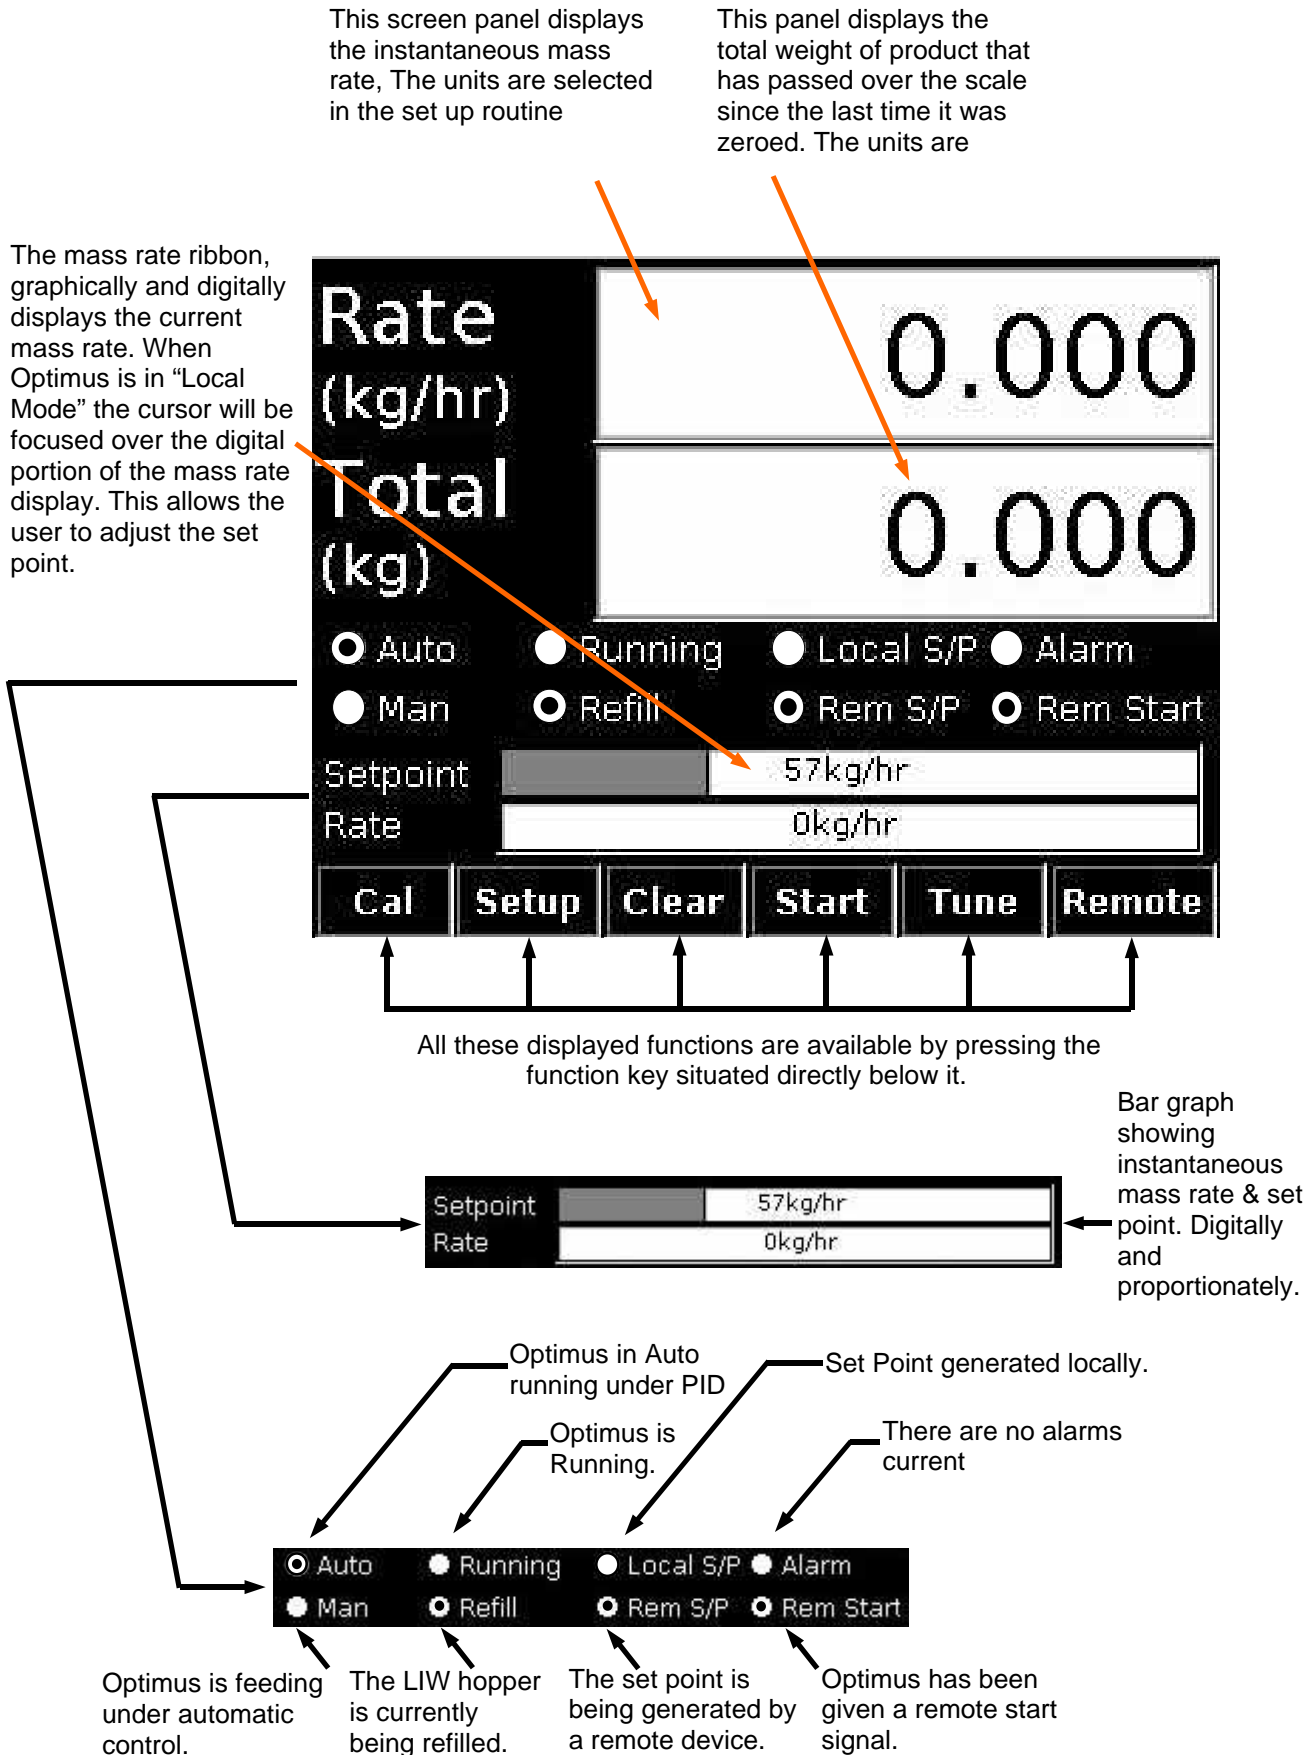 This screen panel displays
the instantaneous mass
rate, The units are selected
in the set up routine
This panel displays the
total weight of product that
has passed over the scale
since the last time it was
zeroed. The units are
The mass rate ribbon,
graphically and digitally
displays the current
mass rate. When
Optimus is in “Local
Mode” the cursor will be
focused over the digital
portion of the mass rate
display. This allows the
user to adjust the set
point.
Rate
(kg/hr)
0.000
Total
(kg)
0.000
Auto Running Local S/P Alarm
Man Refill Rem S/P Rem Start
Setpoint 57kg/hr
Rate 0kg/hr
Cal Setup Clear Start Tune Remote
All these displayed functions are available by pressing the
function key situated directly below it.
Bar graph
showing
instantaneous
mass rate & set
point. Digitally
and
proportionately.
Setpoint 57kg/hr
Rate 0kg/hr
Optimus in Auto
running under PID
Set Point generated locally.
Optimus is
Running.
There are no alarms
current
Auto Running Local S/P Alarm
Man Refill Rem S/P Rem Start
Optimus is feeding
under automatic
control.
The LIW hopper
is currently
being refilled.
The set point is
being generated by
a remote device.
Optimus has been
given a remote start
signal.